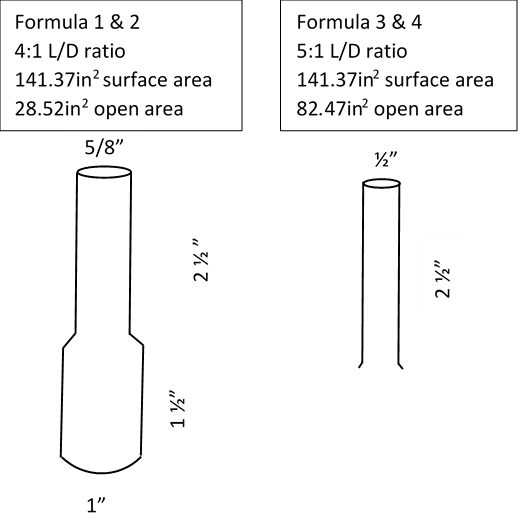 Formula 1 & 2
4:1 L/D ratio
141.37in² surface area
28.52in² open area
Formula 3 & 4
5:1 L/D ratio
141.37in² surface area
82.47in² open area
5/8”
2 ½”
1 ½”
1”
½”
2 ½”